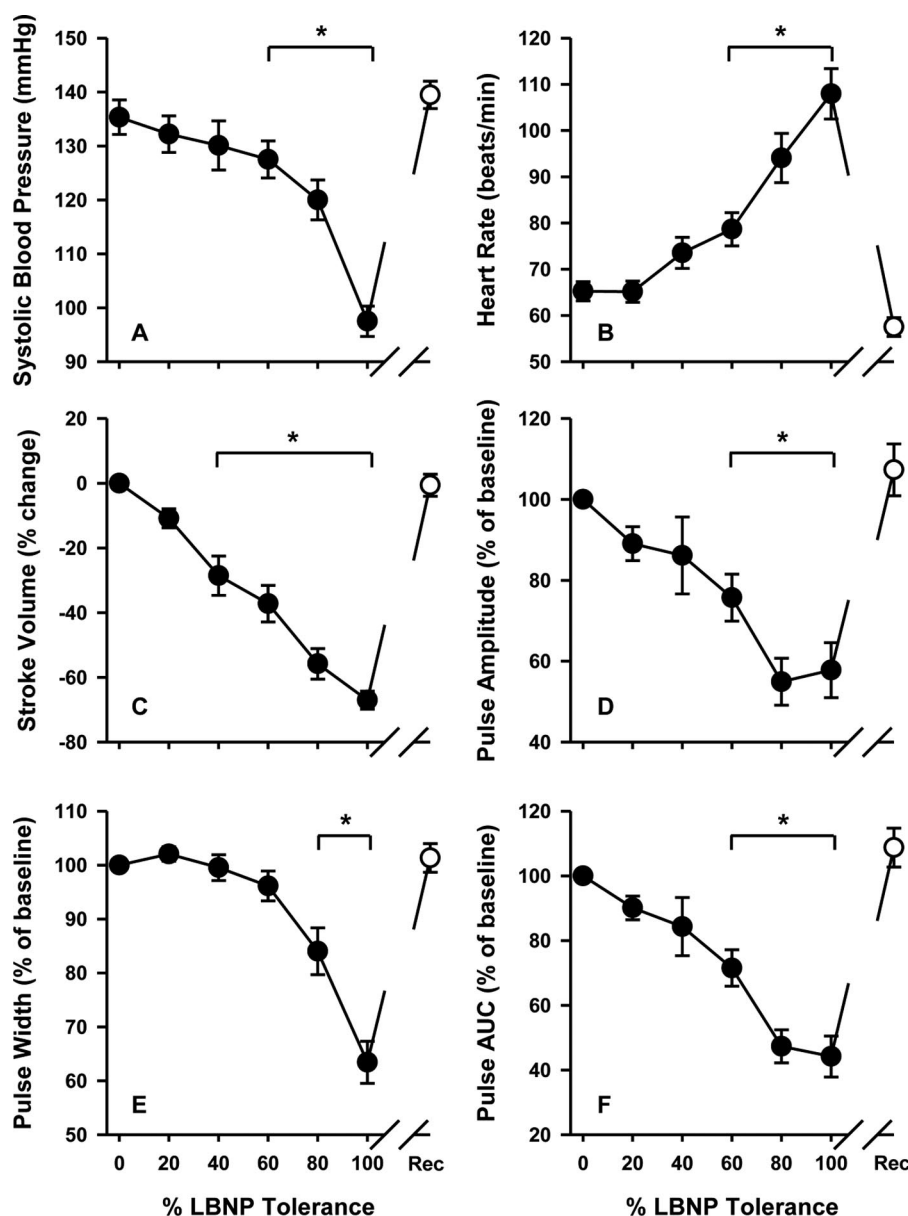 Systolic Blood Pressure (mmHg)
150
140
130
120
110
100
90
*
A
Heart Rate (beats/min)
120
110
100
90
80
70
60
50
*
B
Stroke Volume (% change)
20
0
-20
-40
-60
-80
*
C
Pulse Amplitude (% of baseline)
120
100
80
60
40
*
D
Pulse Width (% of baseline)
110
100
90
80
70
60
50
*
E
0 20 40 60 80 100 Rec
% LBNP Tolerance
Pulse AUC (% of baseline)
120
100
80
60
40
20
*
F
0 20 40 60 80 100 Rec
% LBNP Tolerance